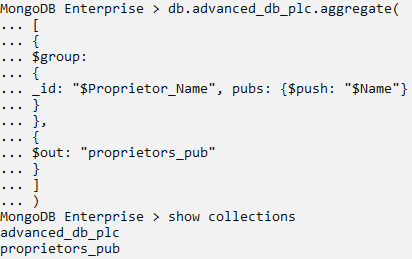 MongoDB Enterprise > db.advanced_db_plc.aggregate(
... [
... {
... $group:
... {
... _id: "$Proprietor_Name", pubs: {$push: "$Name"}
... }
... },
... {
... $out: "proprietors_pub"
... }
... ]
... )
MongoDB Enterprise > show collections
advanced_db_plc
proprietors_pub